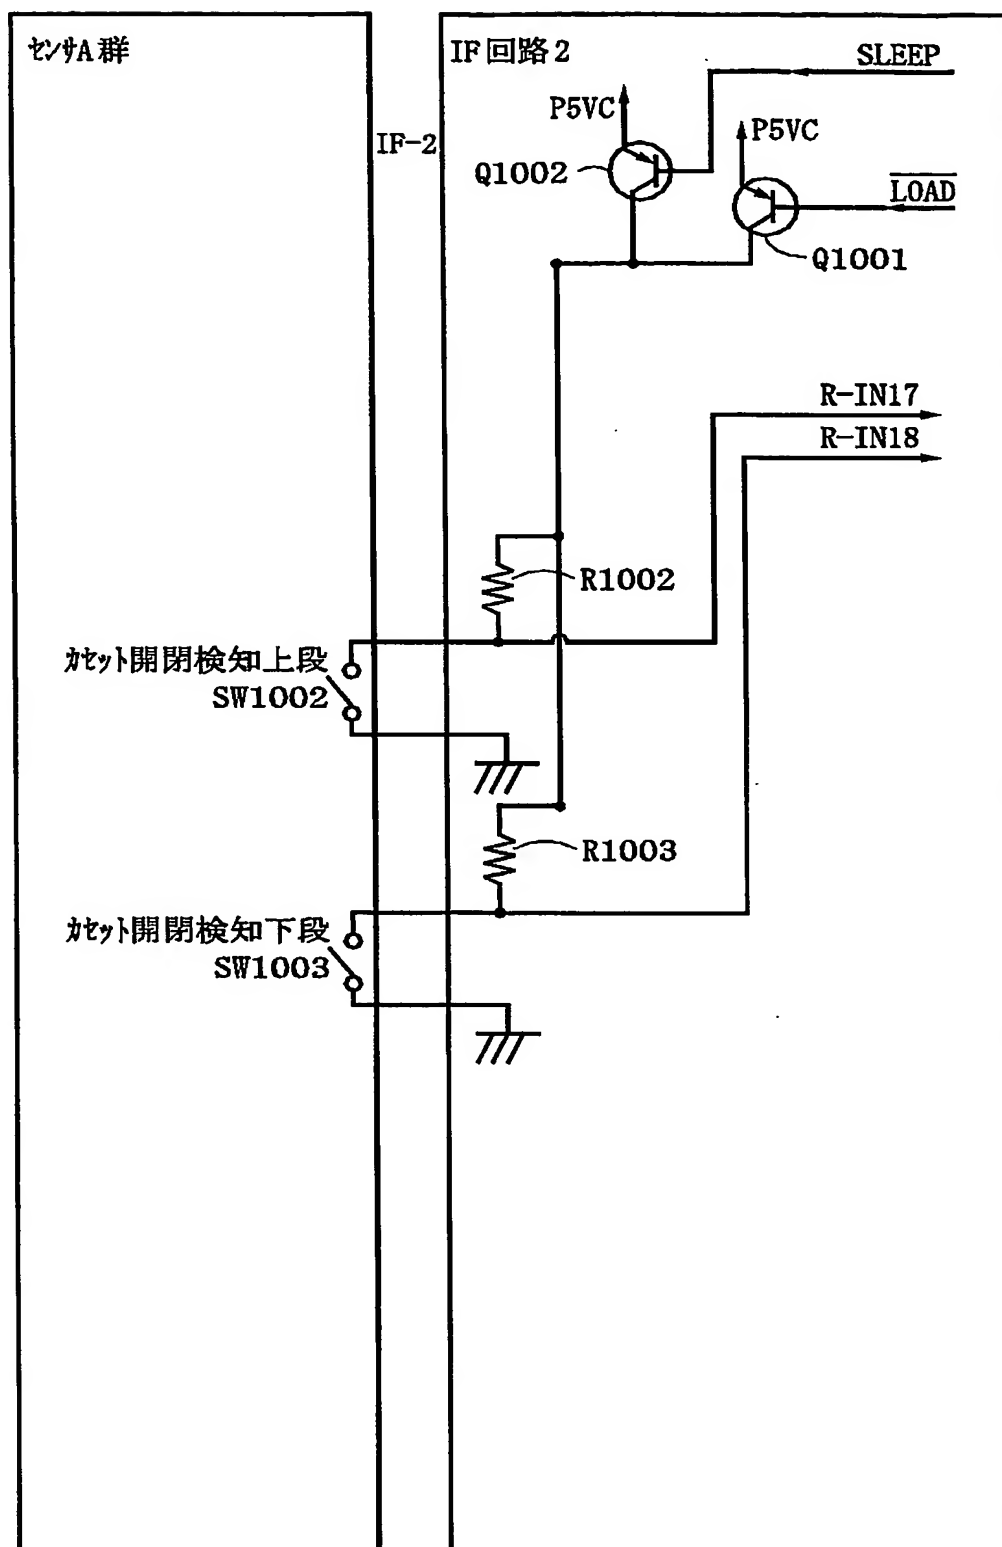 センサA群
IF回路2
SLEEP
P5VC
P5VC
IF-2
Q1002
LOAD
Q1001
R-IN17
R-IN18
R1002
カセット開閉検知上段
SW1002
R1003
カセット開閉検知下段
SW1003